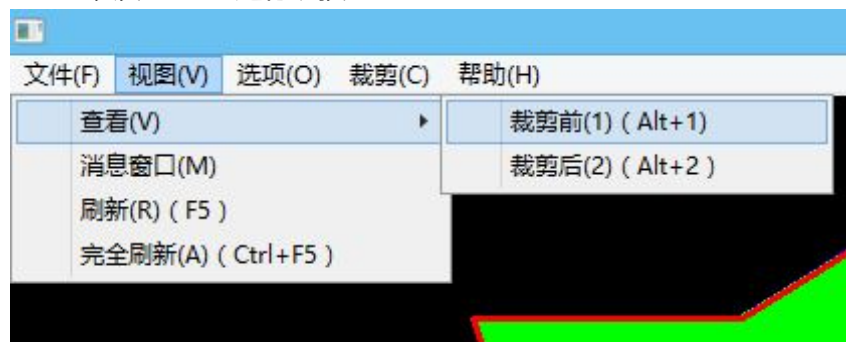 文件(F) 视图(V) 选项(O) 裁剪(C) 帮助(H)
查看(V) 裁剪前(1) ( Alt+1)
消息窗口(M) 裁剪后(2) ( Alt+2 )
刷新(R) ( F5 )
完全刷新(A) ( Ctrl+F5 )